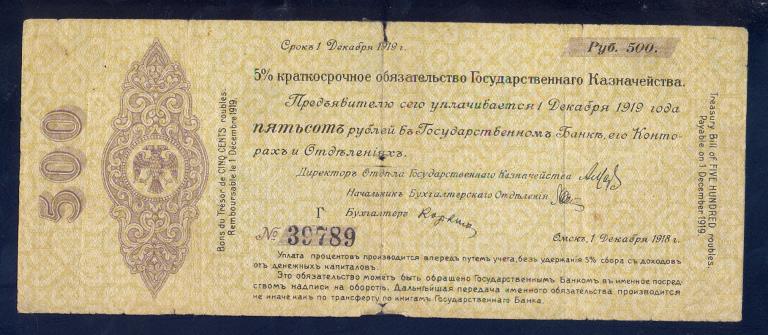 Срокъ 1 Декабря 1919 г.
Руб. 500.
5% краткосрочное обязательство Государственнаго Казначейства.
Предъявителю сего уплачивается 1 Декабря 1919 года
пятьсотъ рублей въ Государственномъ Банкѣ, его Конто-
рахъ и Отдѣленіяхъ.
Директоръ Отдѣла Государственнаго Казначейства
Начальникъ Бухгалтерскаго Отдѣленія
Г Бухгалтеръ
№ 39789
Омскъ, 1 Декабря 1918 г.
Уплата процентовъ производится впередъ путемъ учета, безъ удержанія 5% сбора съ доходовъ
отъ денежныхъ капиталовъ.
Это обязательство можетъ быть обращено Государственнымъ Банкомъ въ именное посред-
ствомъ надписи на оборотѣ. Дальнѣйшая передача именного обязательства производится
не иначе какъ по трансферту по книгамъ Государственнаго Банка.
500
Bons du Trésor de CINQ CENTS roubles.
Remboursable le 1 Décembre 1919.
Treasury Bill of FIVE HUNDRED roubles.
Payable on 1 December 1919.